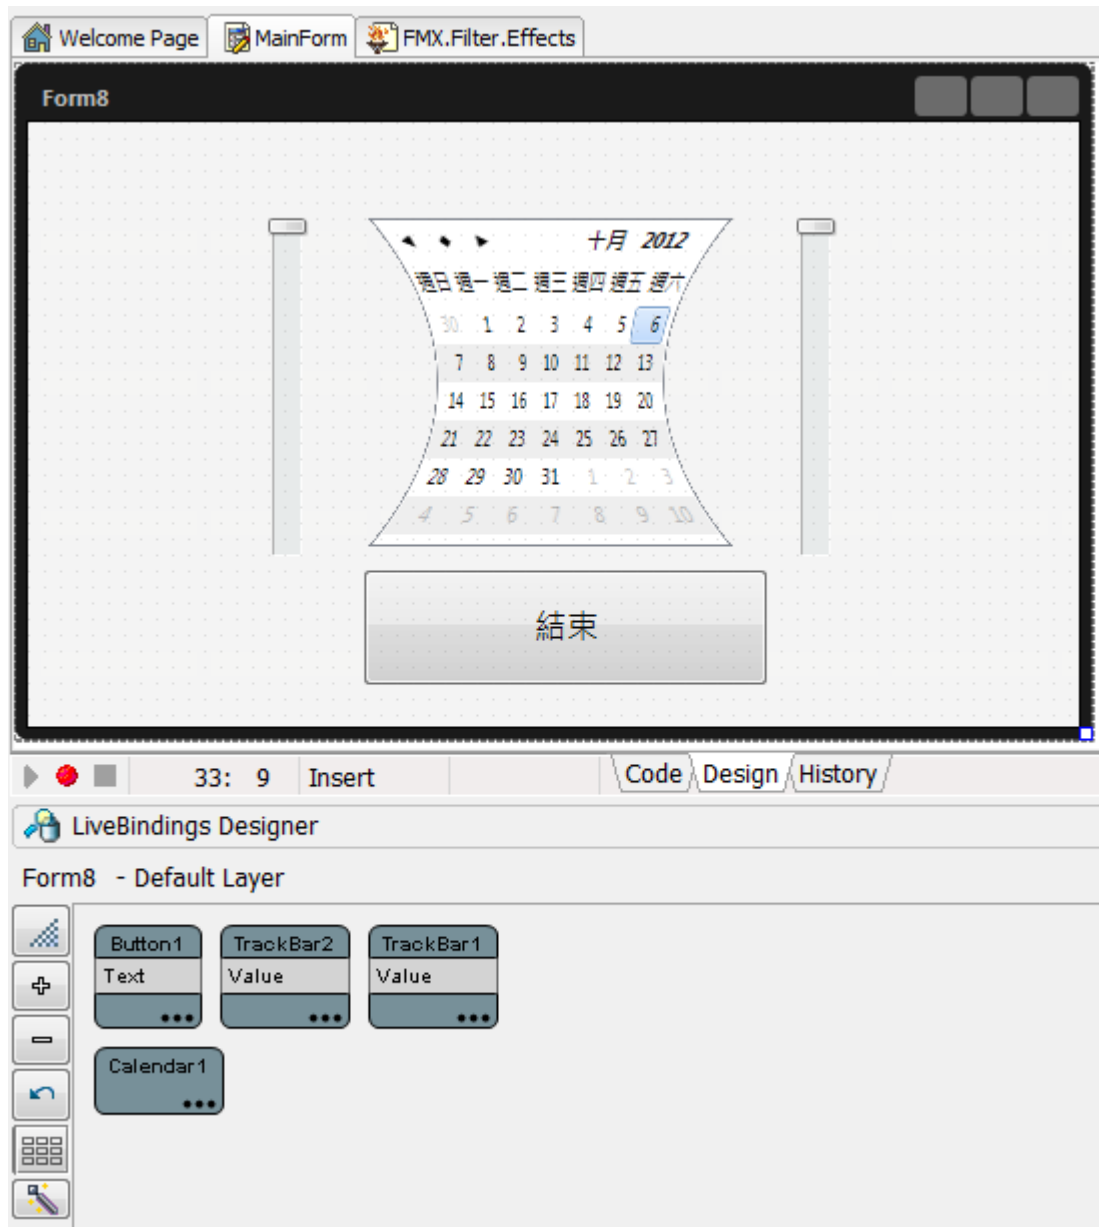 Welcome Page MainForm FMX.Filter.Effects
Form8
十月 2012
週日 週一 週二 週三 週四 週五 週六
30 1 2 3 4 5 6
7 8 9 10 11 12 13
14 15 16 17 18 19 20
21 22 23 24 25 26 27
28 29 30 31 1 2 3
4 5 6 7 8 9 10
結束
33: 9 Insert Code Design History
LiveBindings Designer
Form8 - Default Layer
Button1 TrackBar2 TrackBar1
Text Value Value
Calendar1